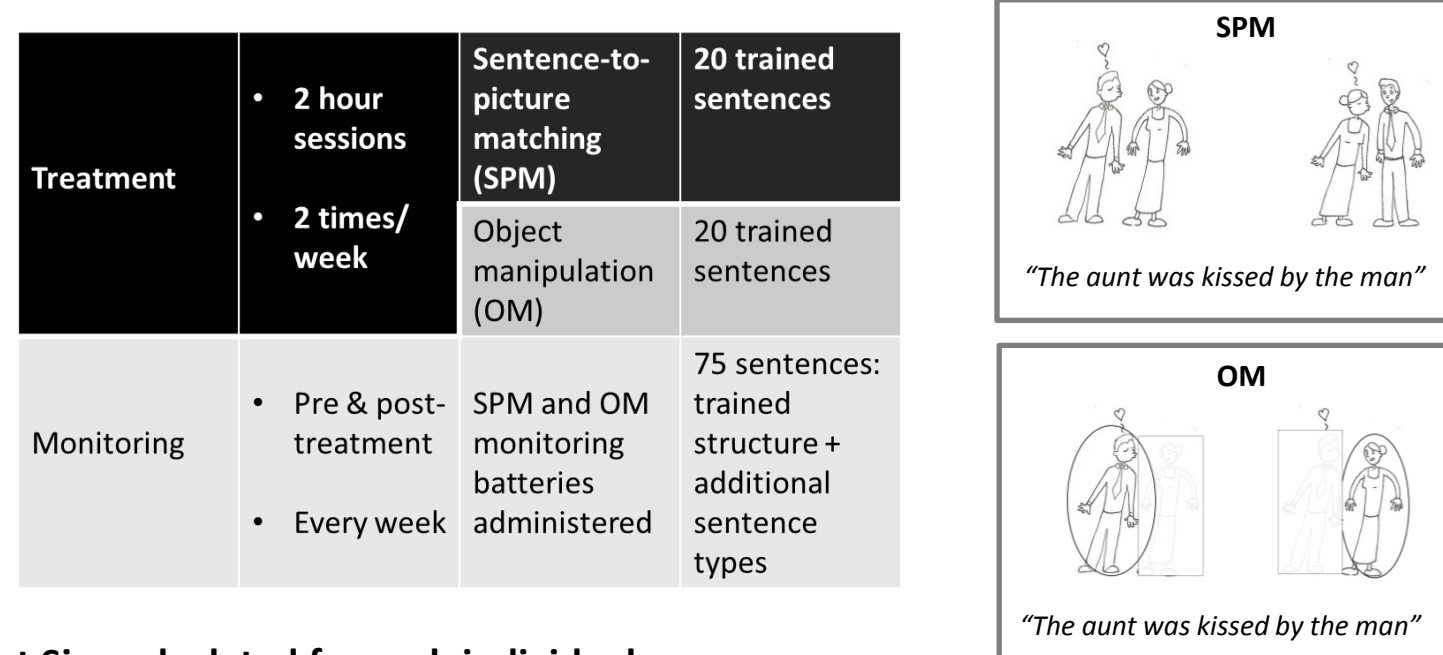 Treatment
• 2 hour
sessions
• 2 times/
week
Sentence-to-
picture
matching
(SPM)
20 trained
sentences
Object
manipulation
(OM)
20 trained
sentences
Monitoring
• Pre & post-
treatment
• Every week
SPM and OM
monitoring
batteries
administered
75 sentences:
trained
structure +
additional
sentence
types
SPM
“The aunt was kissed by the man”
OM
“The aunt was kissed by the man”